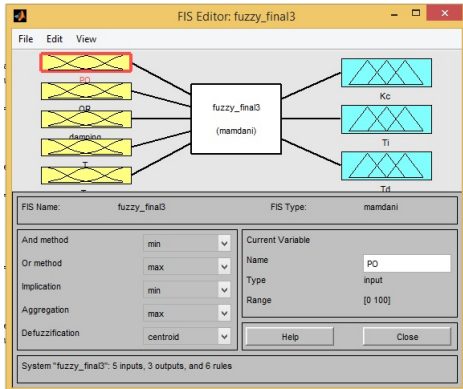 FIS Editor: fuzzy_final3
File Edit View
PO
OR
damping
T
fuzzy_final3
(mamdani)
Kc
Ti
Td
FIS Name: fuzzy_final3 FIS Type: mamdani
And method min
Or method max
Implication min
Aggregation max
Defuzzification centroid
Current Variable
Name PO
Type input
Range [0 100]
Help Close
System "fuzzy_final3": 5 inputs, 3 outputs, and 6 rules